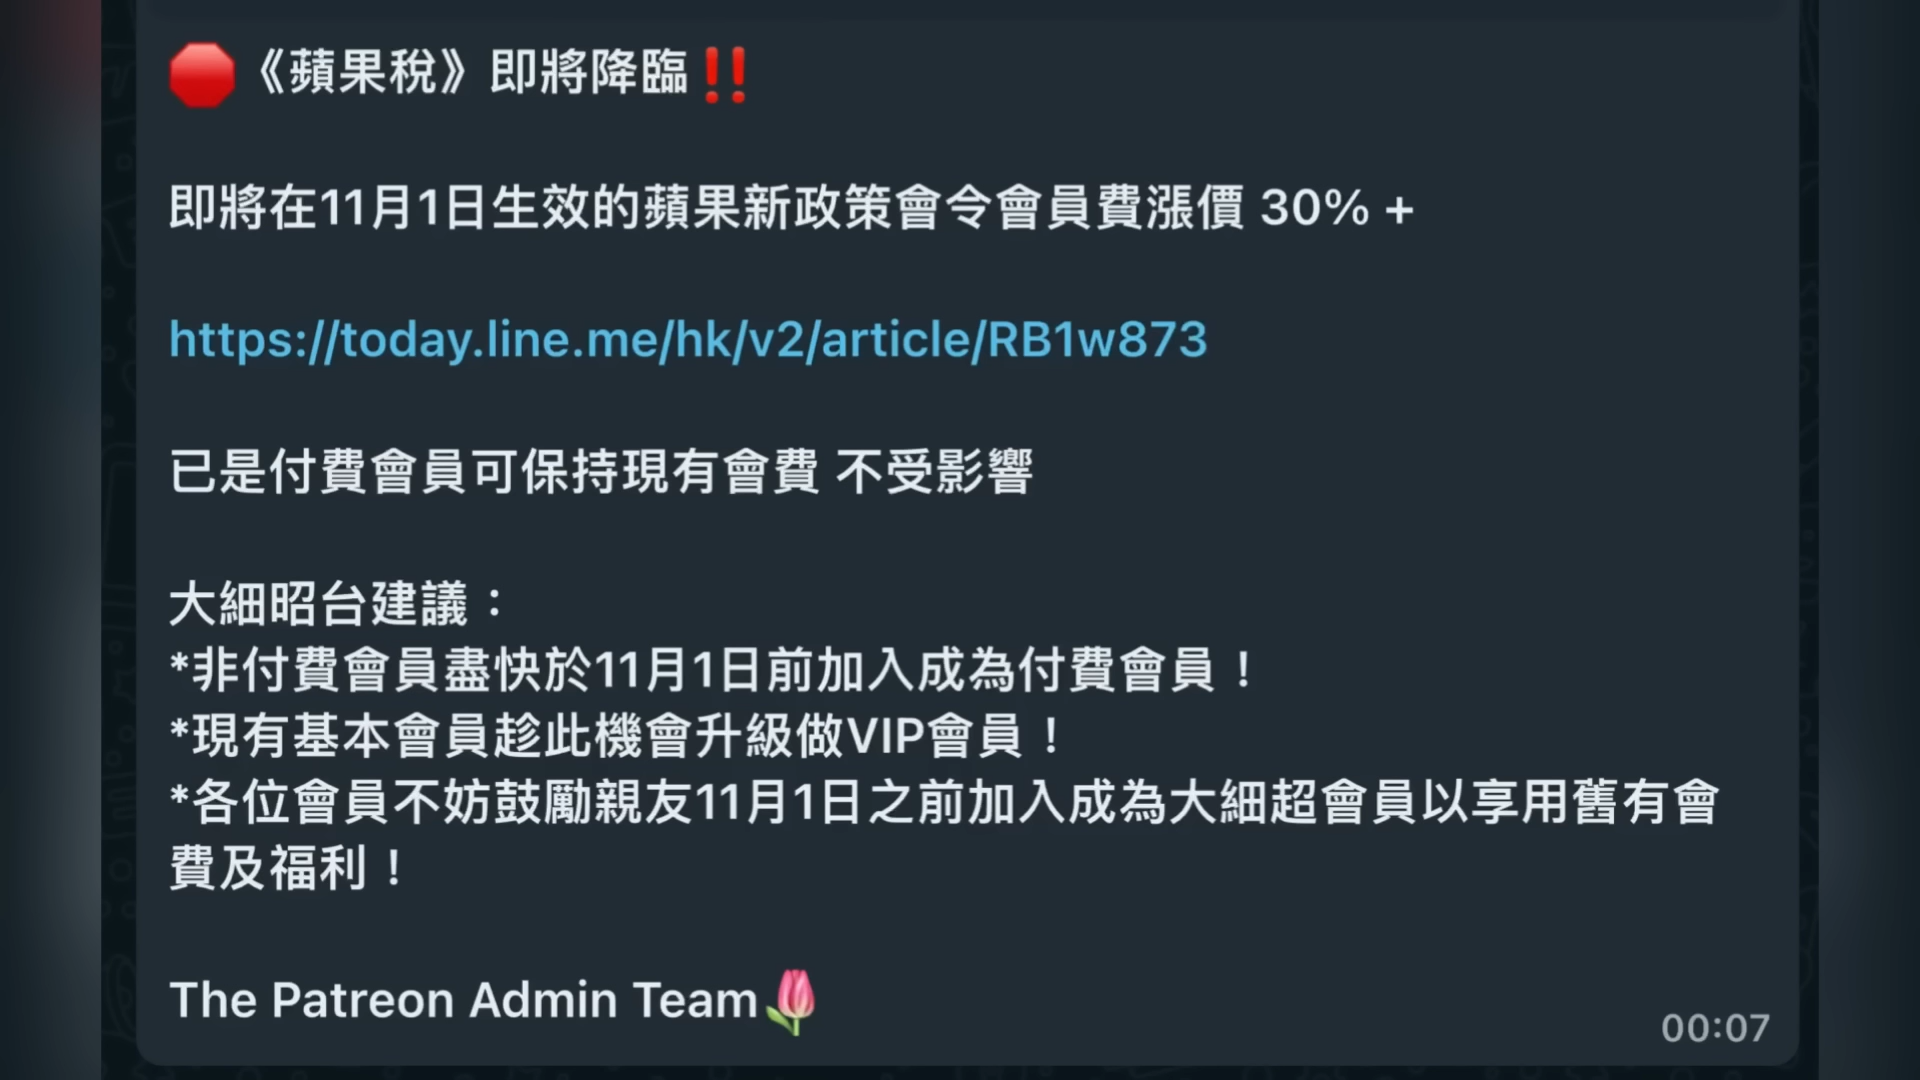 🛑《蘋果稅》即將降臨‼️
即將在11月1日生效的蘋果新政策會令會員費漲價 30% +
https://today.line.me/hk/v2/article/RB1w873
已是付費會員可保持現有會費 不受影響
大細昭台建議：
*非付費會員盡快於11月1日前加入成為付費會員！
*現有基本會員趁此機會升級做VIP會員！
*各位會員不妨鼓勵親友11月1日之前加入成為大細超會員以享用舊有會
費及福利！
The Patreon Admin Team🌷
00:07